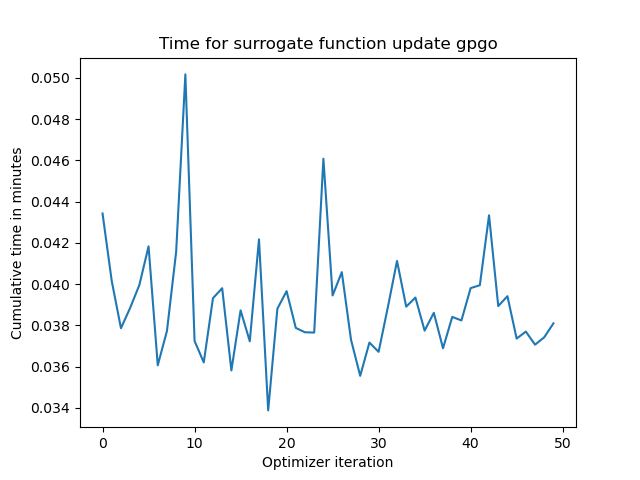 Time for surrogate function update gpgo
Cumulative time in minutes
0.050
0.048
0.046
0.044
0.042
0.040
0.038
0.036
0.034
0 10 20 30 40 50
Optimizer iteration